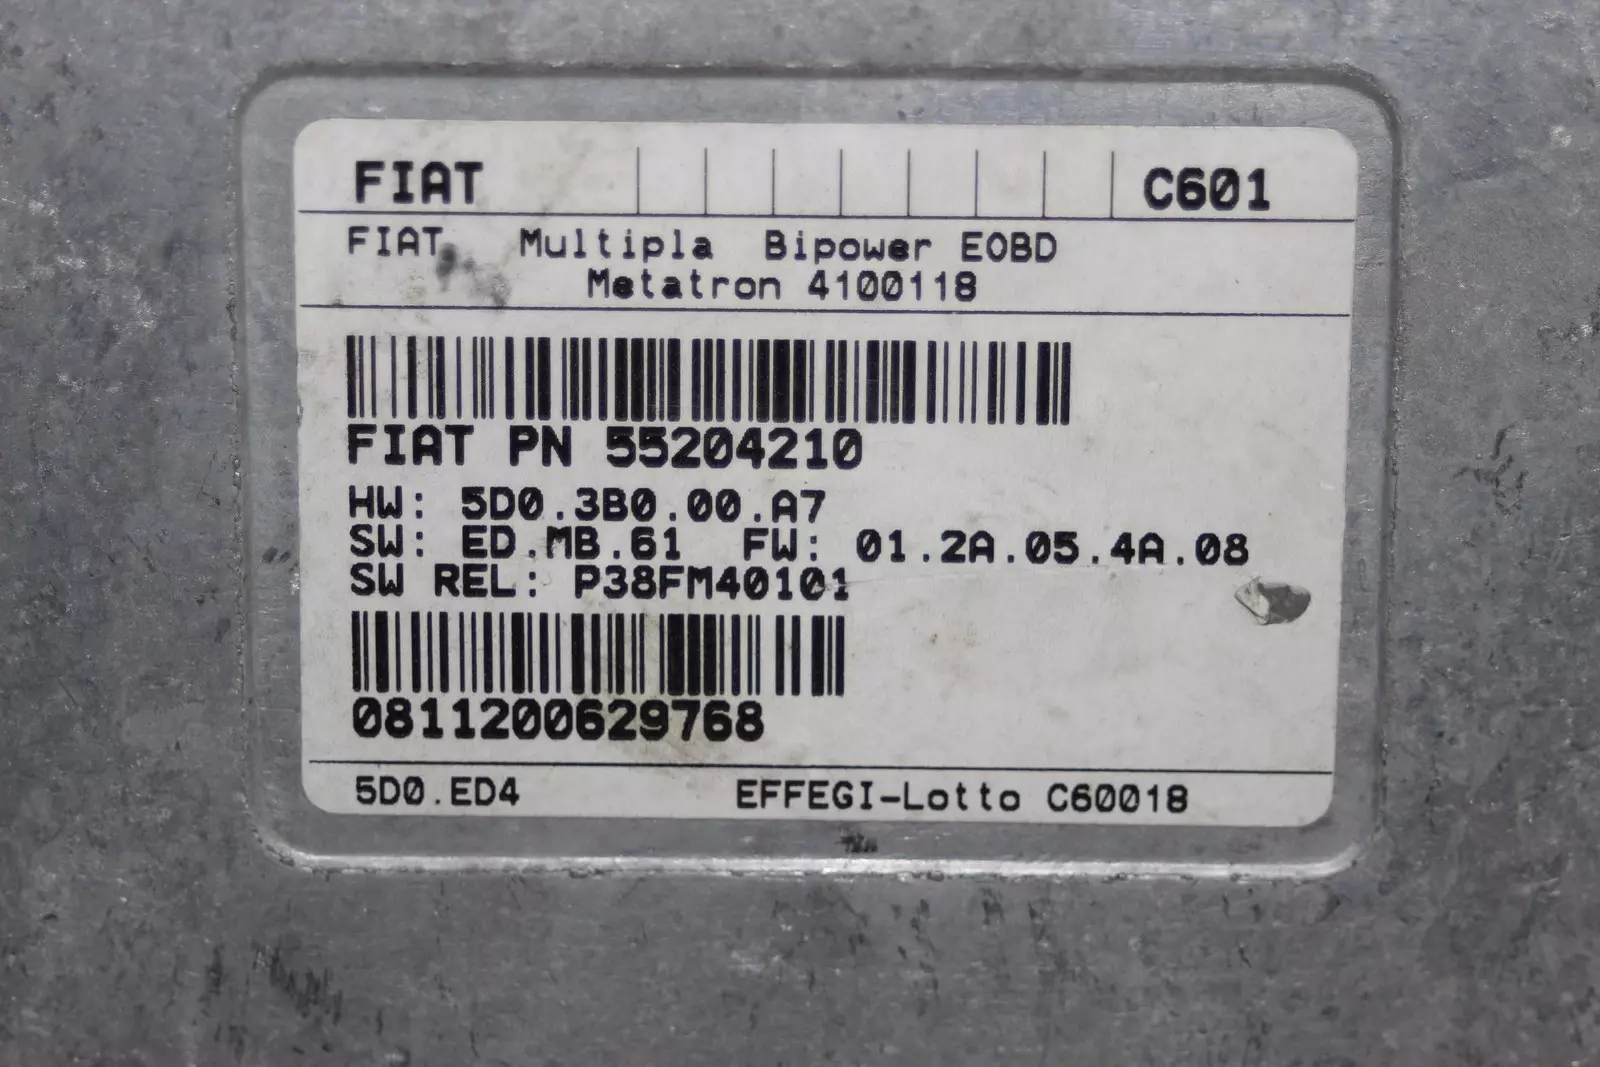 FIAT C601
FIAT Multipla Bipower EOBD
Metatron 4100118
FIAT PN 55204210
HW: 5D0.3B0.00.A7
SW: ED.MB.61 FW: 01.2A.05.4A.08
SW REL: P38FM40101
0811200629768
5D0.ED4 EFFEGI-Lotto C60018